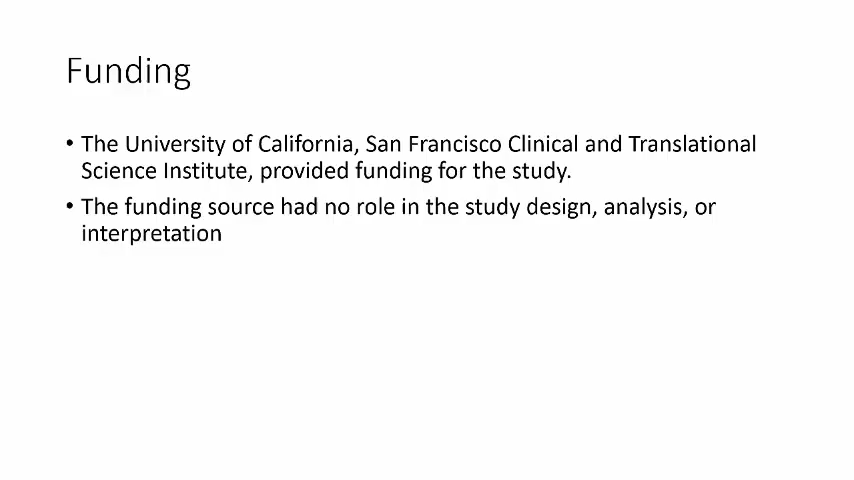 Funding
• The University of California, San Francisco Clinical and Translational
Science Institute, provided funding for the study.
• The funding source had no role in the study design, analysis, or
interpretation